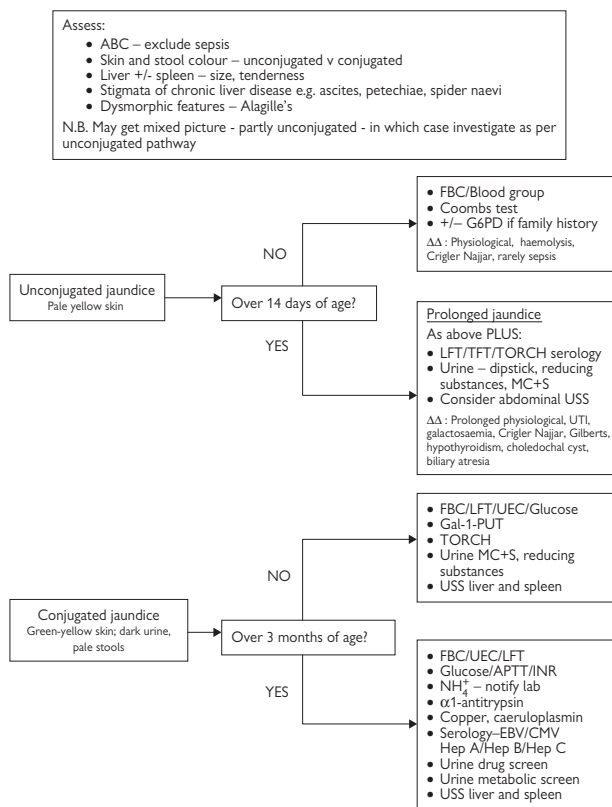 Assess:
• ABC – exclude sepsis
• Skin and stool colour – unconjugated v conjugated
• Liver +/- spleen – size, tenderness
• Stigmata of chronic liver disease e.g. ascites, petechiae, spider naevi
• Dysmorphic features – Alagille's
N.B. May get mixed picture - partly unconjugated - in which case investigate as per
unconjugated pathway
• FBC/Blood group
• Coombs test
• +/– G6PD if family history
ΔΔ : Physiological, haemolysis,
Crigler Najjar, rarely sepsis
NO
Unconjugated jaundice
Pale yellow skin
Over 14 days of age?
YES
Prolonged jaundice
As above PLUS:
• LFT/TFT/TORCH serology
• Urine – dipstick, reducing
substances, MC+S
• Consider abdominal USS
ΔΔ : Prolonged physiological, UTI,
galactosaemia, Crigler Najjar, Gilberts,
hypothyroidism, choledochal cyst,
biliary atresia
• FBC/LFT/UEC/Glucose
• Gal-1-PUT
• TORCH
• Urine MC+S, reducing
substances
• USS liver and spleen
NO
Conjugated jaundice
Green-yellow skin; dark urine,
pale stools
Over 3 months of age?
YES
• FBC/UEC/LFT
• Glucose/APTT/INR
• NH₄⁺ – notify lab
• α1-antitrypsin
• Copper, caeruloplasmin
• Serology–EBV/CMV
Hep A/Hep B/Hep C
• Urine drug screen
• Urine metabolic screen
• USS liver and spleen